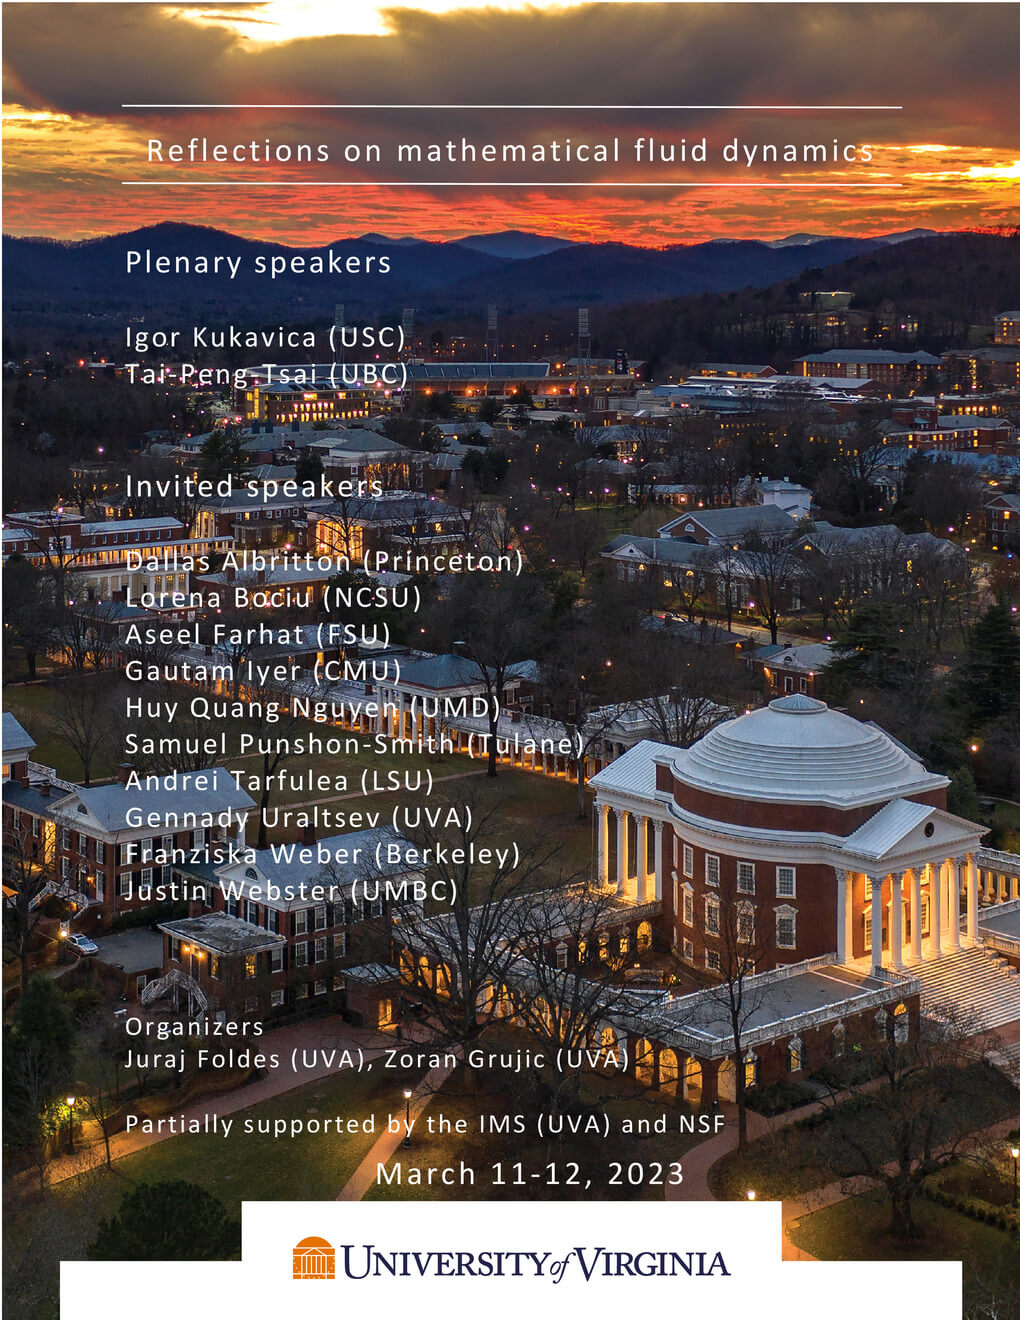 Reflections on mathematical fluid dynamics
Plenary speakers
Igor Kukavica (USC)
Tai-Peng Tsai (UBC)
Invited speakers
Dallas Albritton (Princeton)
Lorena Bociu (NCSU)
Aseel Farhat (FSU)
Gautam Iyer (CMU)
Huy Quang Nguyen (UMD)
Samuel Punshon-Smith (Tulane)
Andrei Tarfulea (LSU)
Gennady Uraltsev (UVA)
Franziska Weber (Berkeley)
Justin Webster (UMBC)
Organizers
Juraj Foldes (UVA), Zoran Grujic (UVA)
Partially supported by the IMS (UVA) and NSF
March 11-12, 2023
UNIVERSITY of VIRGINIA